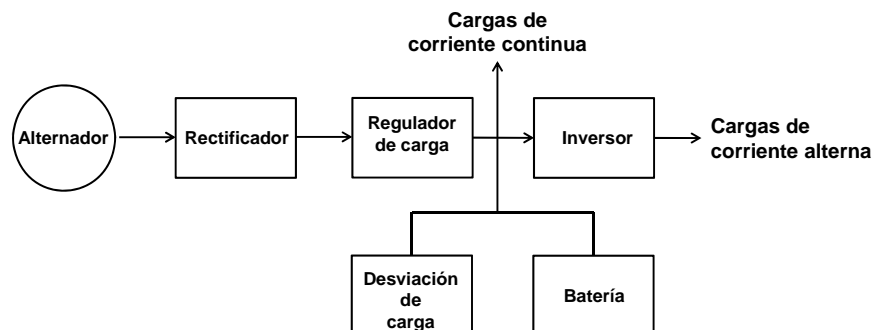 Cargas de
corriente continua
Alternador
Rectificador
Regulador
de carga
Inversor
Cargas de
corriente alterna
Desviación
de
carga
Batería